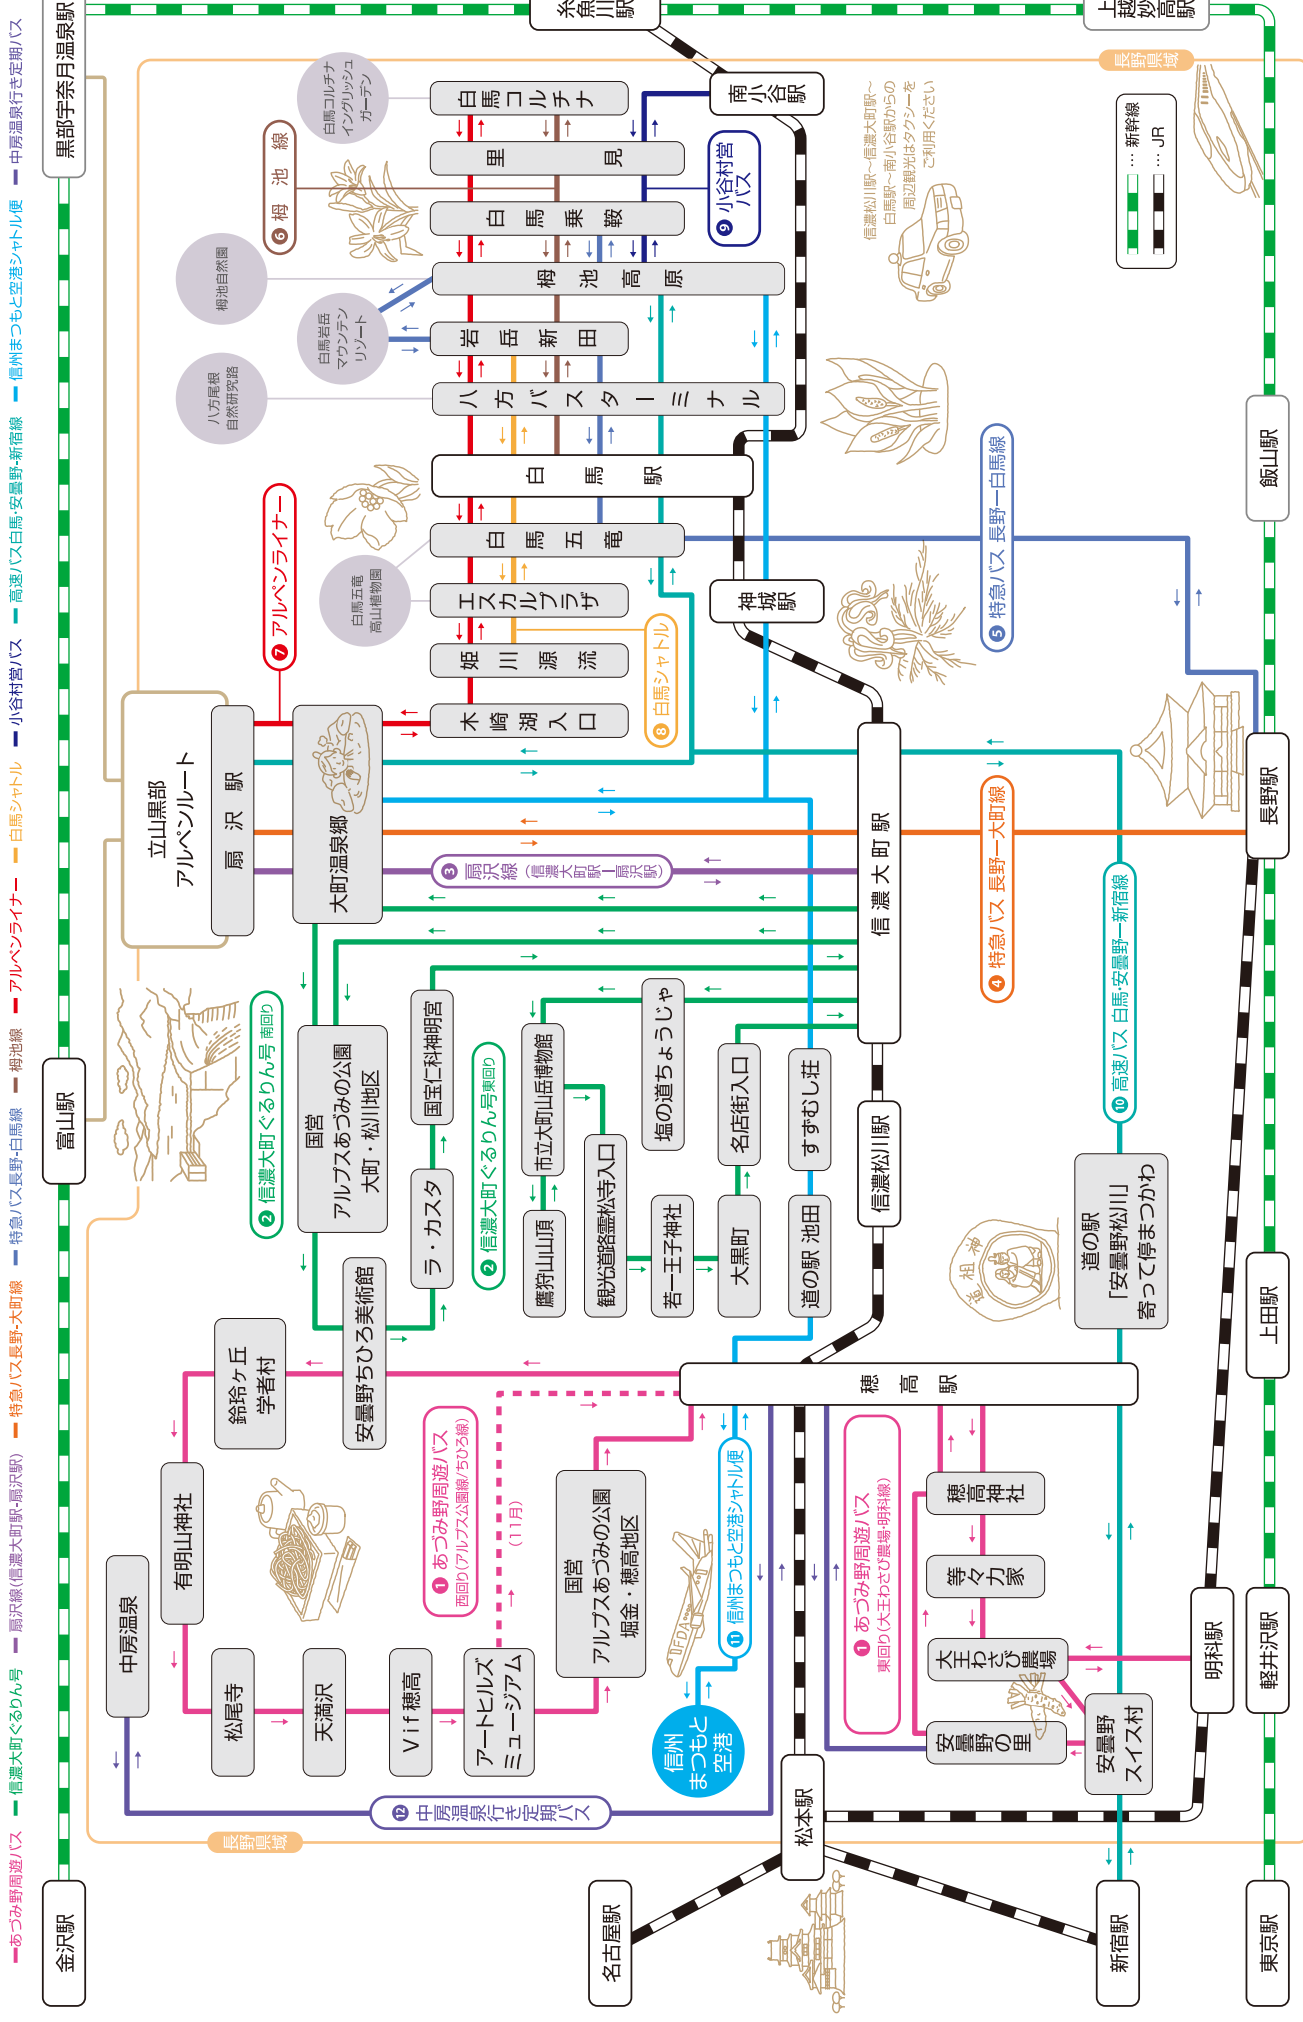 ━あづみ野周遊バス ━信濃大町ぐるりん号 ━扇沢線(信濃大町駅-扇沢駅) ━特急バス長野-大町線 ━特急バス長野-白馬線 ━栂池線 ━アルペンライナー ━白馬シャトル ━小谷村営バス ━高速バス白馬・安曇野-新宿線 ━信州まつもと空港シャトル便 ━中房温泉行き定期バス
金沢駅
富山駅
黒部宇奈月温泉駅
糸魚川駅
上越妙高駅
飯山駅
長野駅
上田駅
軽井沢駅
東京駅
長野県域
長野県域
立山黒部
アルペンルート
扇沢駅
大町温泉郷
❷ 信濃大町ぐるりん号 南回り
国営
アルプスあづみの公園
大町・松川地区
国宝仁科神明宮
ラ・カスタ
安曇野ちひろ美術館
❷ 信濃大町ぐるりん号 東回り
市立大町山岳博物館
鷹狩山山頂
観光道路霊松寺入口
塩の道ちょうじゃ
若一王子神社
名店街入口
大黒町
すずむし荘
道の駅 池田
信濃大町駅
信濃松川駅
穂高駅
❸ 扇沢線
(信濃大町駅ー扇沢駅)
❹ 特急バス 長野ー大町線
❺ 特急バス 長野ー白馬線
❻ 栂池線
❼ アルペンライナー
❽ 白馬シャトル
❾ 小谷村営
バス
❿ 高速バス 白馬・安曇野ー新宿線
⓫ 信州まつもと空港シャトル便
⓬ 中房温泉行き定期バス
白馬コルチナ
イングリッシュ
ガーデン
栂池自然園
白馬岩岳
マウンテン
リゾート
八方尾根
自然研究路
白馬五竜
高山植物園
白馬コルチナ
里見
白馬乗鞍
栂池高原
岩岳新田
八方バスターミナル
白馬駅
白馬五竜
エスカルプラザ
姫川源流
木崎湖入口
南小谷駅
神城駅
信濃松川駅〜信濃大町駅〜
白馬駅〜南小谷駅からの
周辺観光はタクシーを
ご利用ください
… 新幹線
… JR
鈴玲ヶ丘
学者村
有明山神社
中房温泉
松尾寺
天満沢
Vif穂高
アートヒルズ
ミュージアム
❶ あづみ野周遊バス
西回り(アルプス公園線/ちひろ線)
(11月)
国営
アルプスあづみの公園
堀金・穂高地区
FDA
信州
まつもと
空港
❶ あづみ野周遊バス
東回り(大王わさび農場・明科線)
穂高神社
等々力家
大王わさび農場
安曇野の里
安曇野
スイス村
道祖神
道の駅
「安曇野松川」
寄って停まつかわ
明科駅
松本駅
名古屋駅
新宿駅